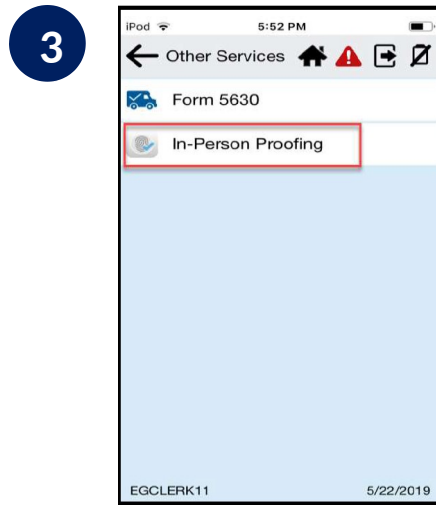 3
iPod 5:52 PM
Other Services
Form 5630
In-Person Proofing
EGCLERK11 5/22/2019